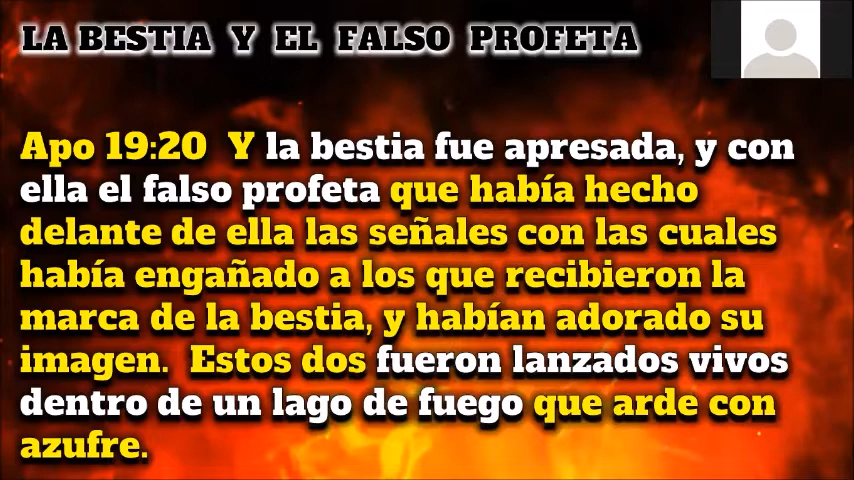 LA BESTIA Y EL FALSO PROFETA
Apo 19:20 Y la bestia fue apresada, y con
ella el falso profeta que había hecho
delante de ella las señales con las cuales
había engañado a los que recibieron la
marca de la bestia, y habían adorado su
imagen. Estos dos fueron lanzados vivos
dentro de un lago de fuego que arde con
azufre.